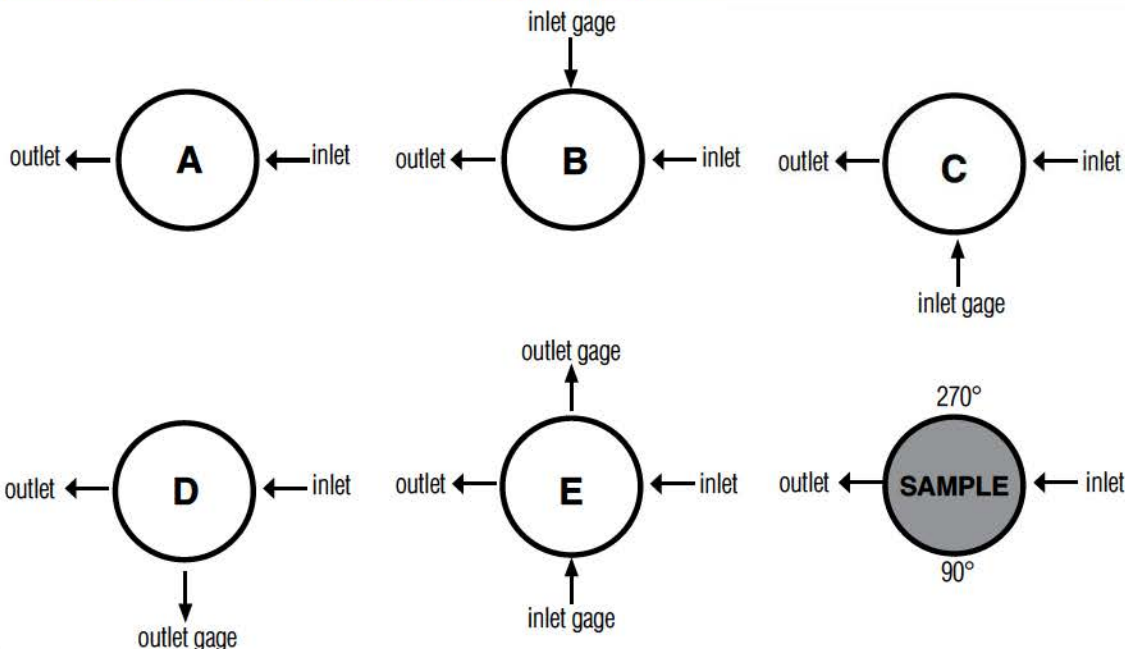 inlet gage
outlet
A
inlet
outlet
B
inlet
outlet
C
inlet
inlet gage
outlet gage
270°
outlet
D
inlet
outlet
E
inlet
outlet
SAMPLE
inlet
90°
outlet gage
inlet gage